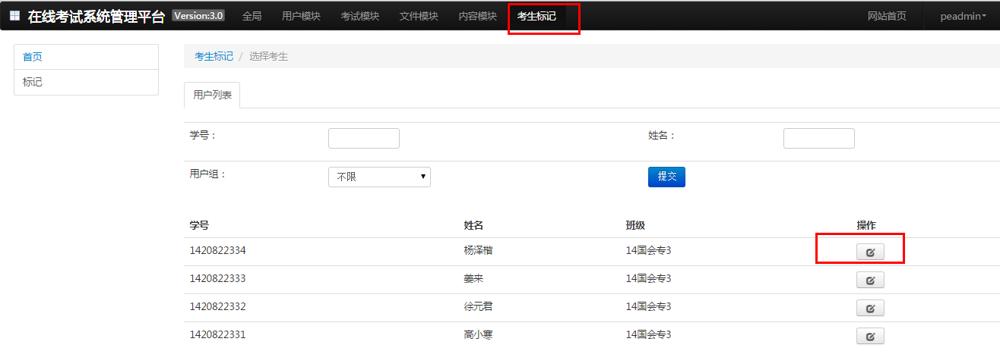 在线考试系统管理平台 Version:3.0 全局 用户模块 考试模块 文件模块 内容模块 考生标记 网站首页 peadmin
首页
标记
考生标记 / 选择考生
用户列表
学号： 姓名：
用户组： 不限 提交
学号 姓名 班级 操作
1420822334 杨泽楷 14国会专3
1420822333 姜来 14国会专3
1420822332 徐元君 14国会专3
1420822331 高小寒 14国会专3